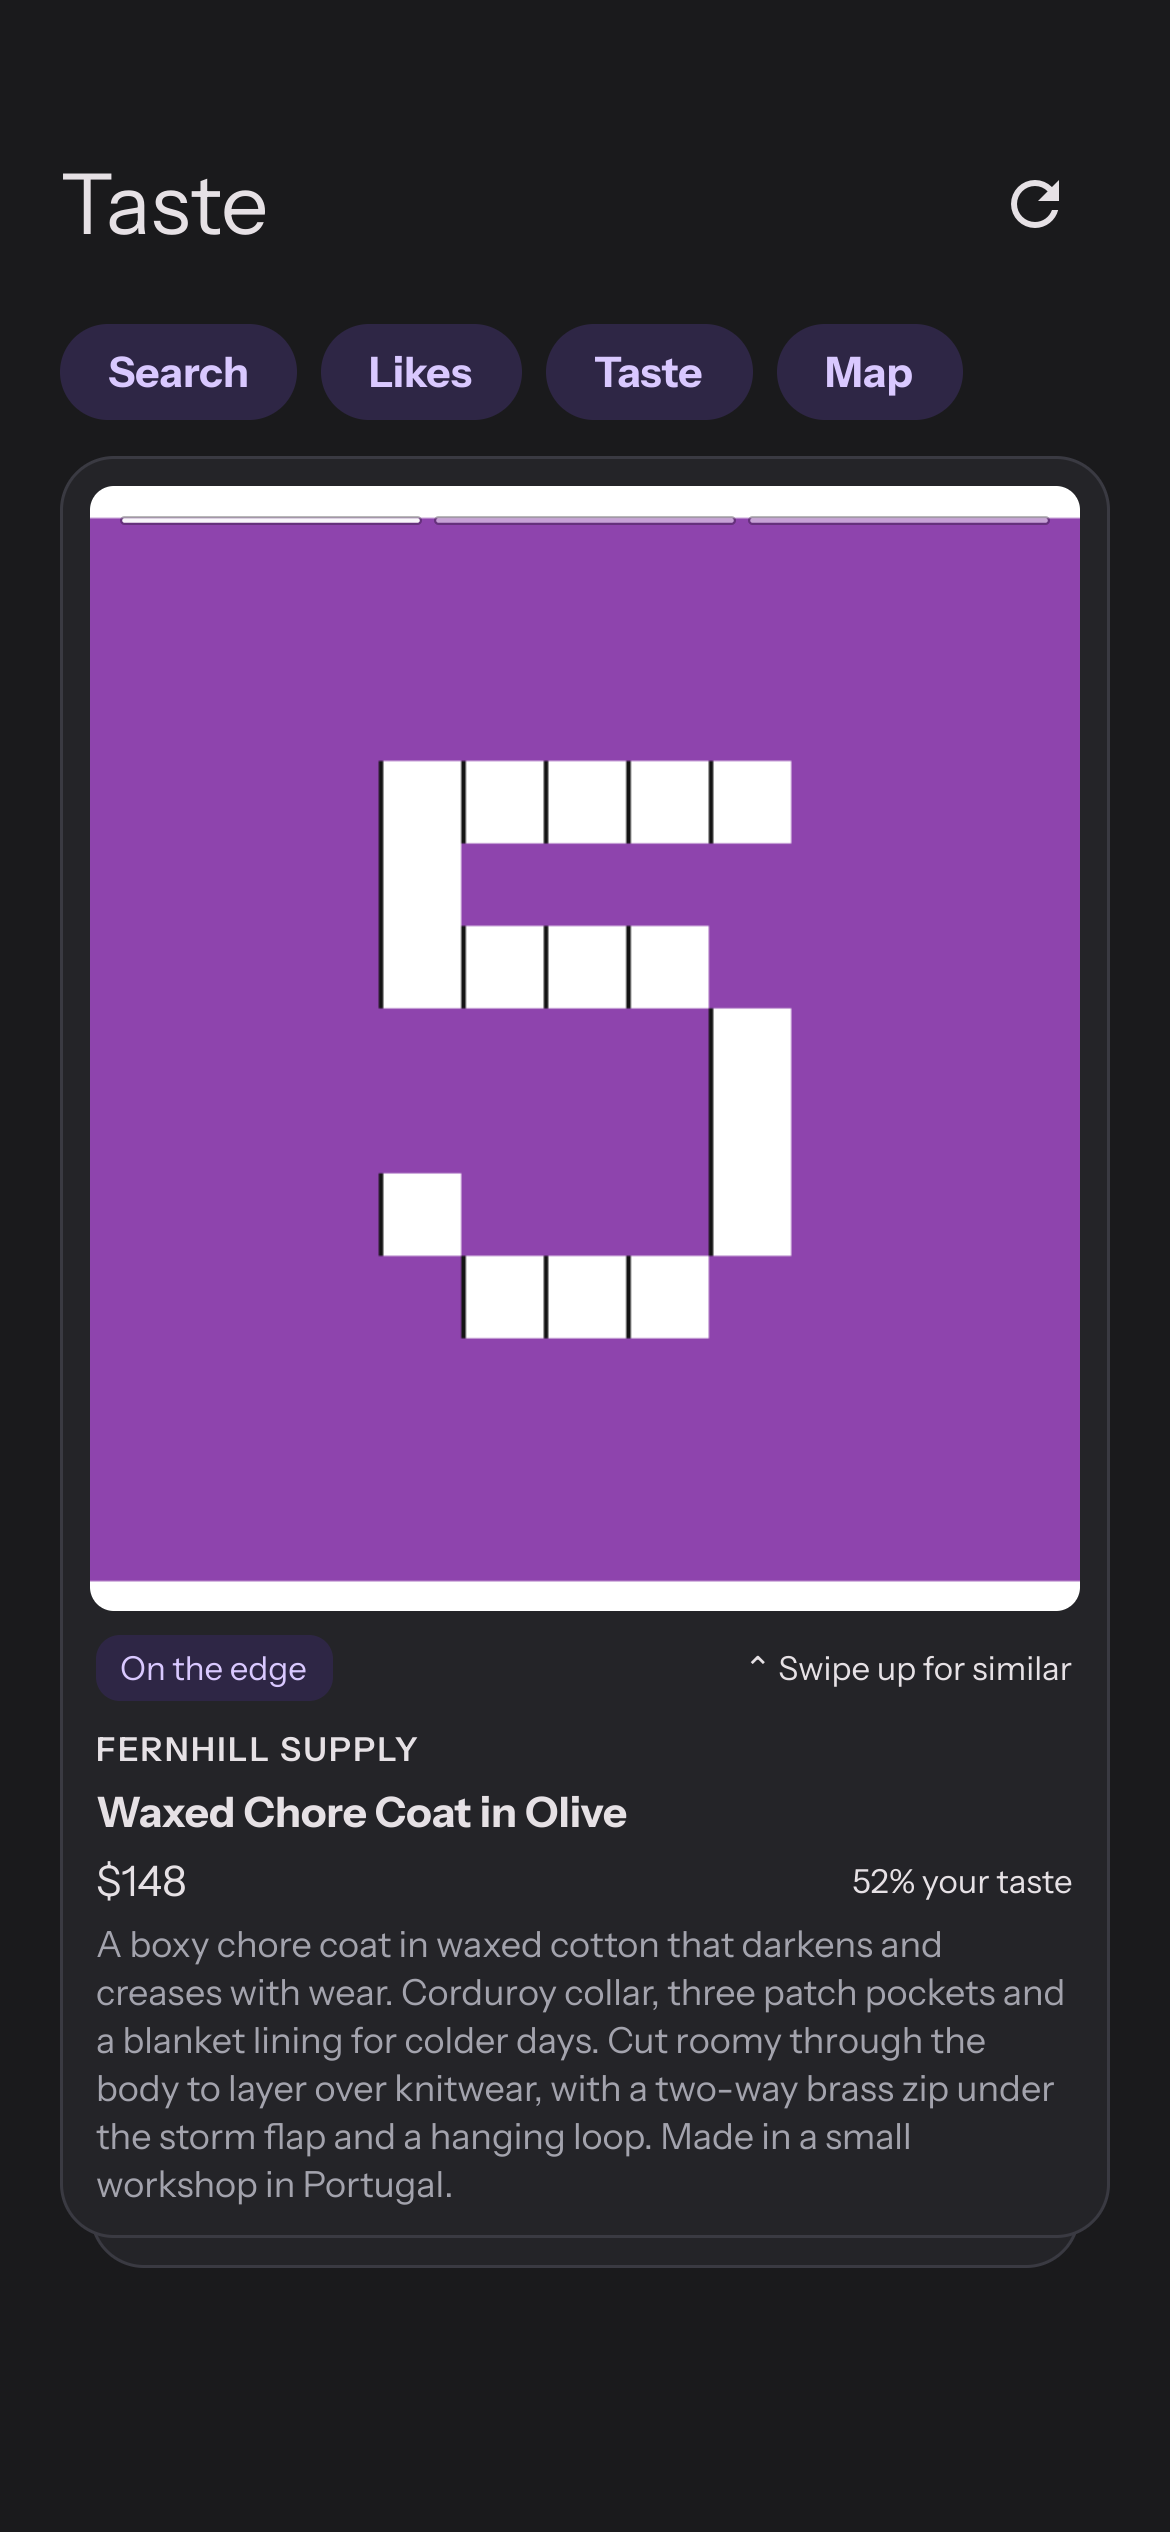 Taste
Search Likes Taste Map
5
On the edge
⌃ Swipe up for similar
FERNHILL SUPPLY
Waxed Chore Coat in Olive
$148
52% your taste
A boxy chore coat in waxed cotton that darkens and
creases with wear. Corduroy collar, three patch pockets and
a blanket lining for colder days. Cut roomy through the
body to layer over knitwear, with a two-way brass zip under
the storm flap and a hanging loop. Made in a small
workshop in Portugal.